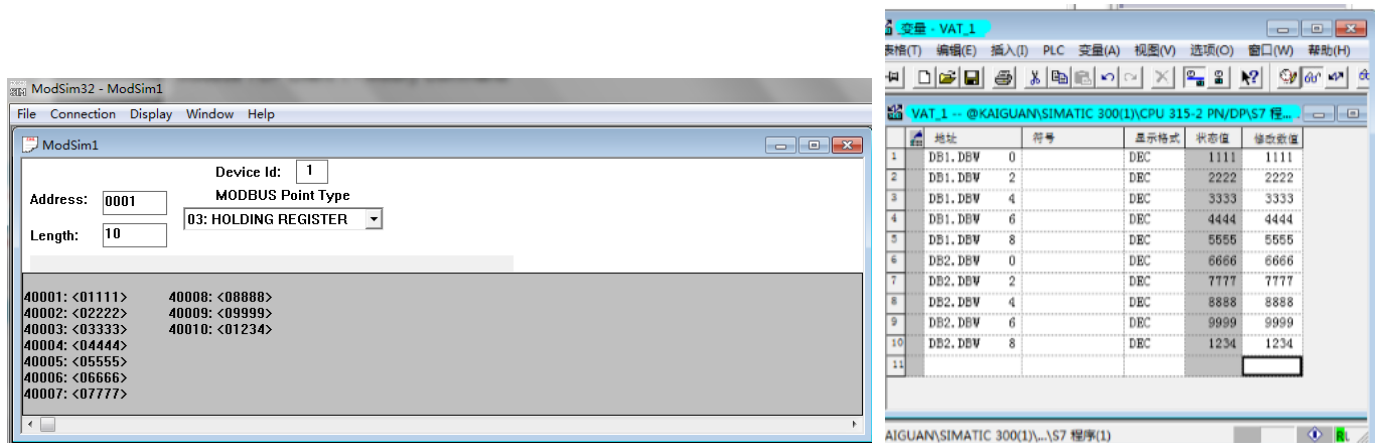 ModSim32 - ModSim1
File Connection Display Window Help
ModSim1
Device Id: 1
Address: 0001
MODBUS Point Type
03: HOLDING REGISTER
Length: 10
40001: <01111> 40008: <08888>
40002: <02222> 40009: <09999>
40003: <03333> 40010: <01234>
40004: <04444>
40005: <05555>
40006: <06666>
40007: <07777>
变量 - VAT_1
表格(T) 编辑(E) 插入(I) PLC 变量(A) 视图(V) 选项(O) 窗口(W) 帮助(H)
VAT_1 -- @KAIGUAN\SIMATIC 300(1)\CPU 315-2 PN/DP\S7 程...
地址 符号 显示格式 状态值 修改数值
1 DB1.DBW 0 DEC 1111 1111
2 DB1.DBW 2 DEC 2222 2222
3 DB1.DBW 4 DEC 3333 3333
4 DB1.DBW 6 DEC 4444 4444
5 DB1.DBW 8 DEC 5555 5555
6 DB2.DBW 0 DEC 6666 6666
7 DB2.DBW 2 DEC 7777 7777
8 DB2.DBW 4 DEC 8888 8888
9 DB2.DBW 6 DEC 9999 9999
10 DB2.DBW 8 DEC 1234 1234
11
AIGUAN\SIMATIC 300(1)\...\S7 程序(1)